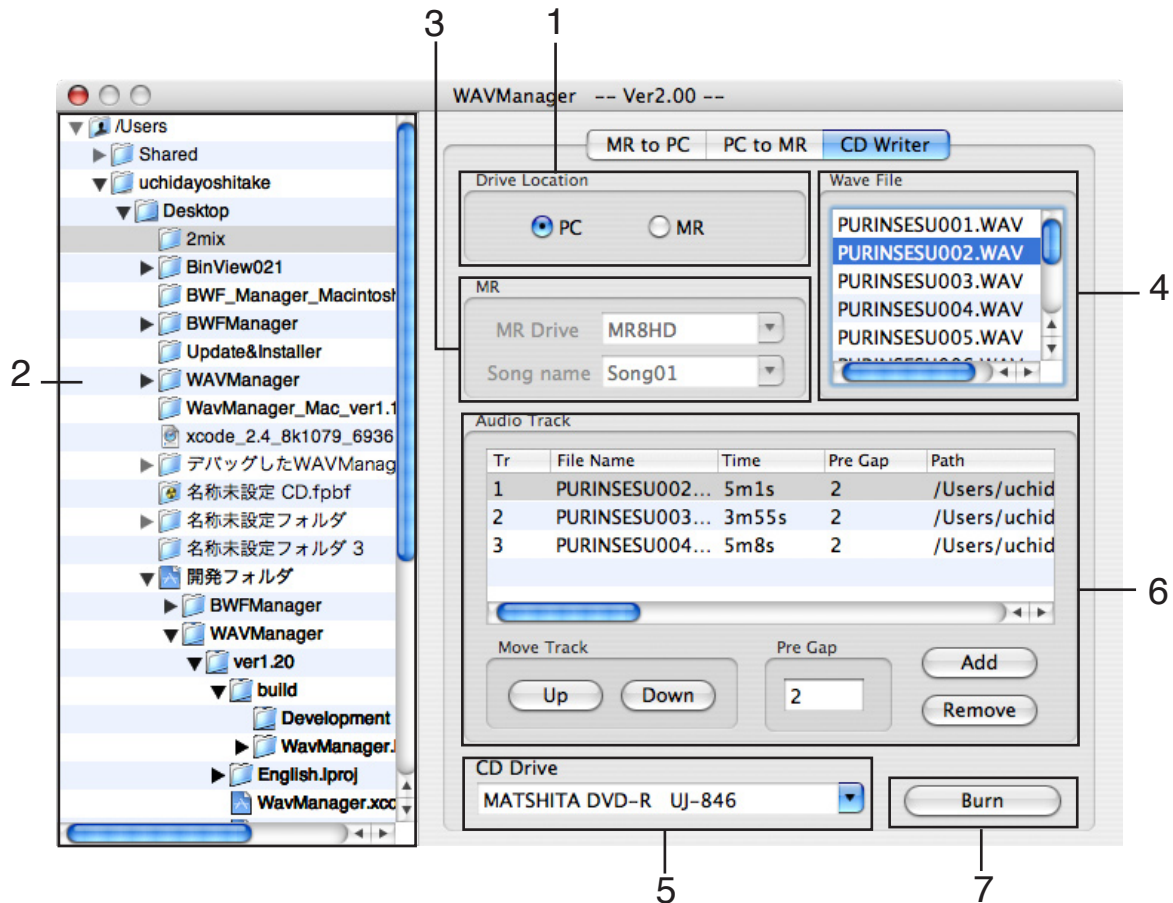 3 1
WAVManager -- Ver2.00 --
/Users
Shared
uchidayoshitake
Desktop
2mix
BinView021
BWF_Manager_Macintosh
BWFManager
Update&Installer
WAVManager
WavManager_Mac_ver1.1
xcode_2.4_8k1079_6936
デバッグしたWAVManag
名称未設定 CD.fpbf
名称未設定フォルダ
名称未設定フォルダ 3
開発フォルダ
BWFManager
WAVManager
ver1.20
build
Development
WavManager.
English.lproj
WavManager.xco
2
MR to PC PC to MR CD Writer
Drive Location
PC MR
MR
MR Drive MR8HD
Song name Song01
Wave File
PURINSESU001.WAV
PURINSESU002.WAV
PURINSESU003.WAV
PURINSESU004.WAV
PURINSESU005.WAV
4
Audio Track
Tr File Name Time Pre Gap Path
1 PURINSESU002... 5m1s 2 /Users/uchid
2 PURINSESU003... 3m55s 2 /Users/uchid
3 PURINSESU004... 5m8s 2 /Users/uchid
6
Move Track
Up Down
Pre Gap
2
Add
Remove
CD Drive
MATSHITA DVD-R UJ-846
Burn
5 7